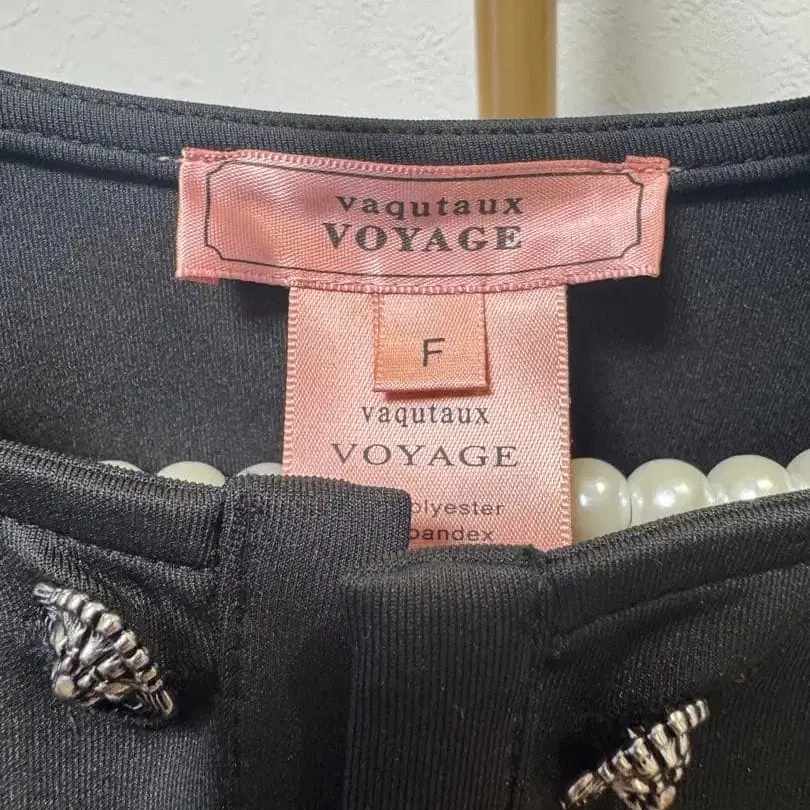 vaqutaux
VOYAGE
F
vaqutaux
VOYAGE
olyester
pandex